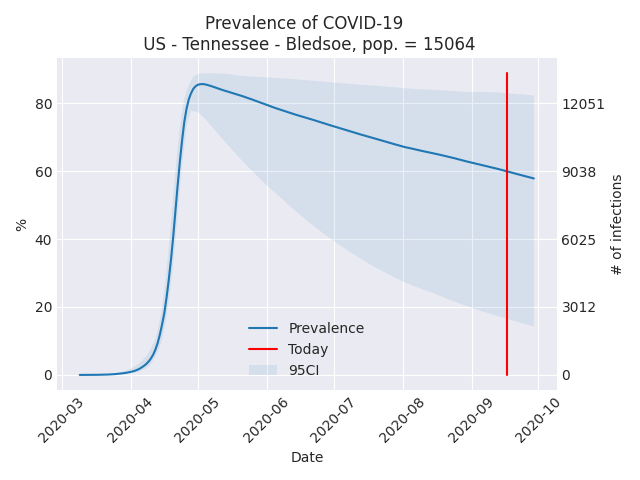 Prevalence of COVID-19
US - Tennessee - Bledsoe, pop. = 15064
80
60
40
20
0
%
12051
9038
6025
3012
0
# of infections
Prevalence
Today
95CI
2020-03
2020-04
2020-05
2020-06
2020-07
2020-08
2020-09
2020-10
Date